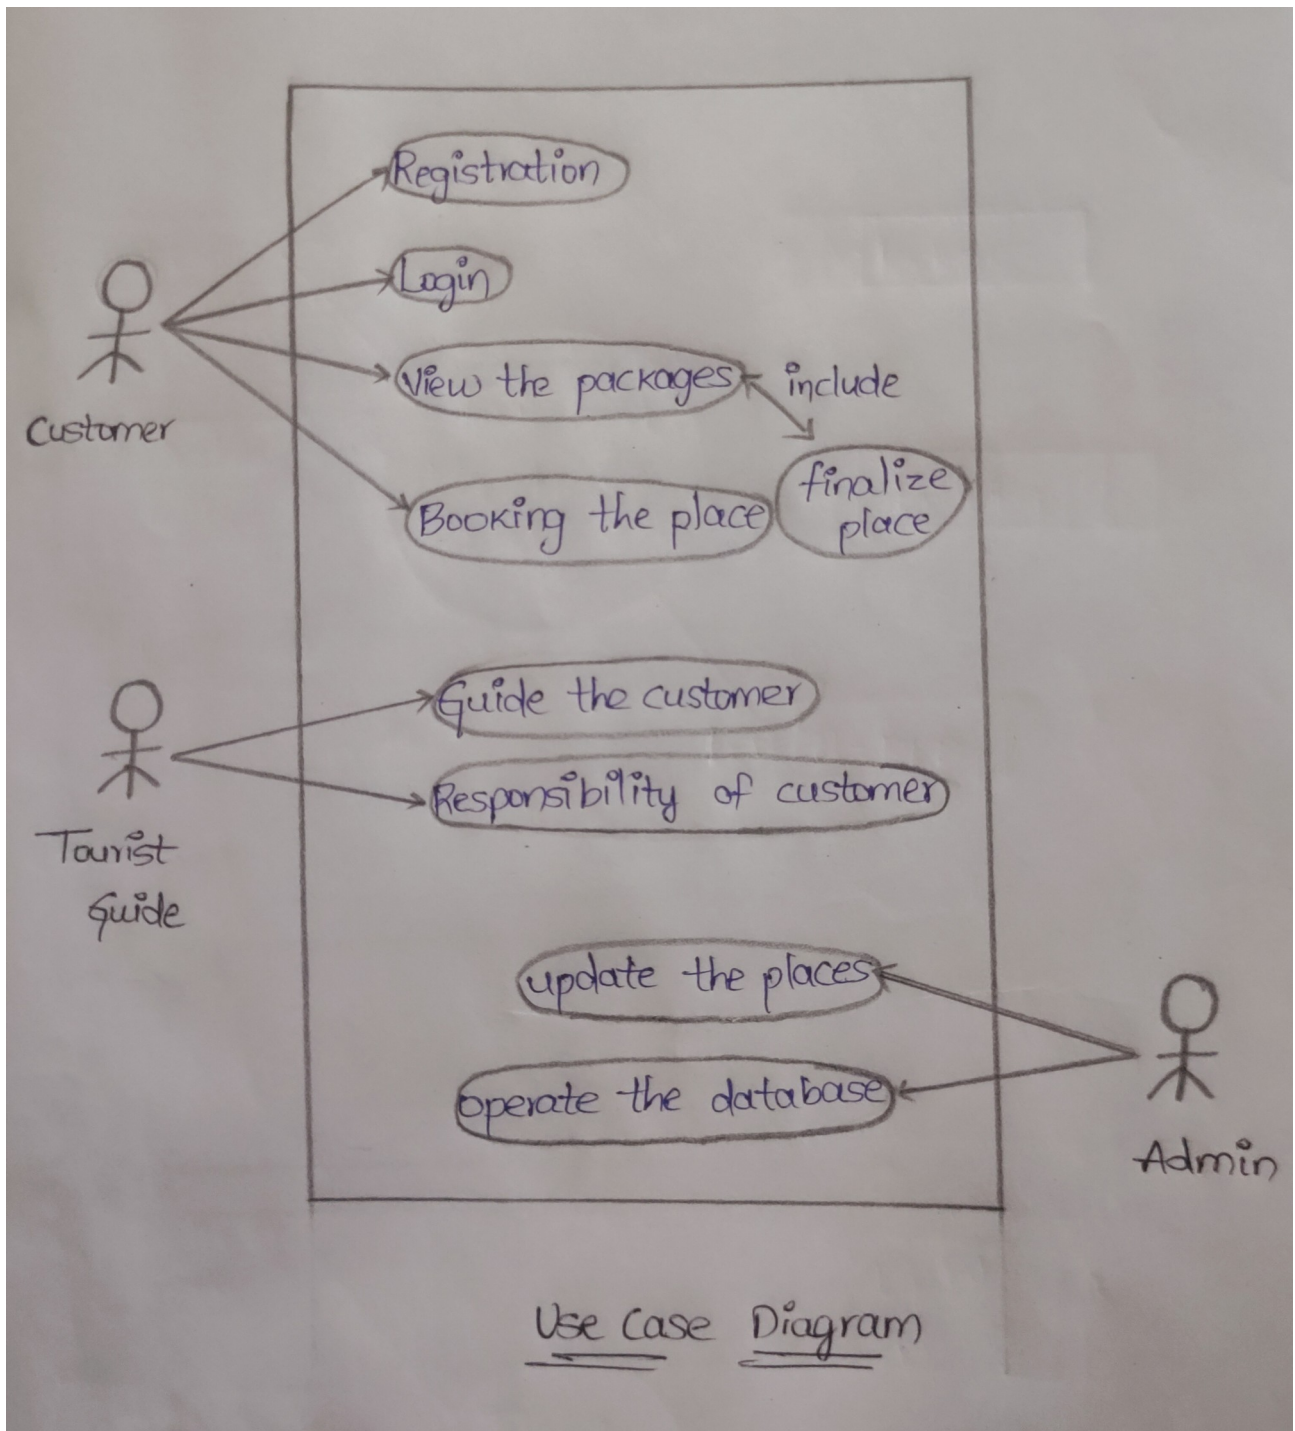 Registration
Login
View the packages
include
finalize
place
Booking the place
Customer
Guide the customer
Responsibility of customer
Tourist
Guide
update the places
operate the database
Admin
Use Case Diagram